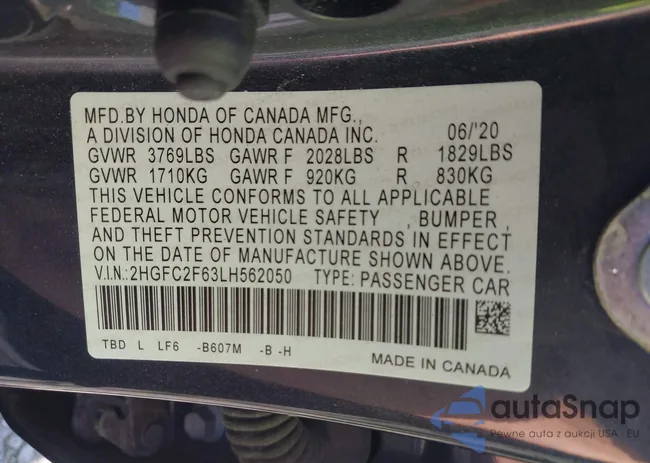 MFD.BY HONDA OF CANADA MFG.,
A DIVISION OF HONDA CANADA INC. 06/'20
GVWR 3769LBS GAWR F 2028LBS R 1829LBS
GVWR 1710KG GAWR F 920KG R 830KG
THIS VEHICLE CONFORMS TO ALL APPLICABLE
FEDERAL MOTOR VEHICLE SAFETY , BUMPER,
AND THEFT PREVENTION STANDARDS IN EFFECT
ON THE DATE OF MANUFACTURE SHOWN ABOVE.
V.I.N.:2HGFC2F63LH562050 TYPE: PASSENGER CAR
TBD L LF6 -B607M -B -H
MADE IN CANADA
autaSnap
Pewne auta z aukcji USA - EU